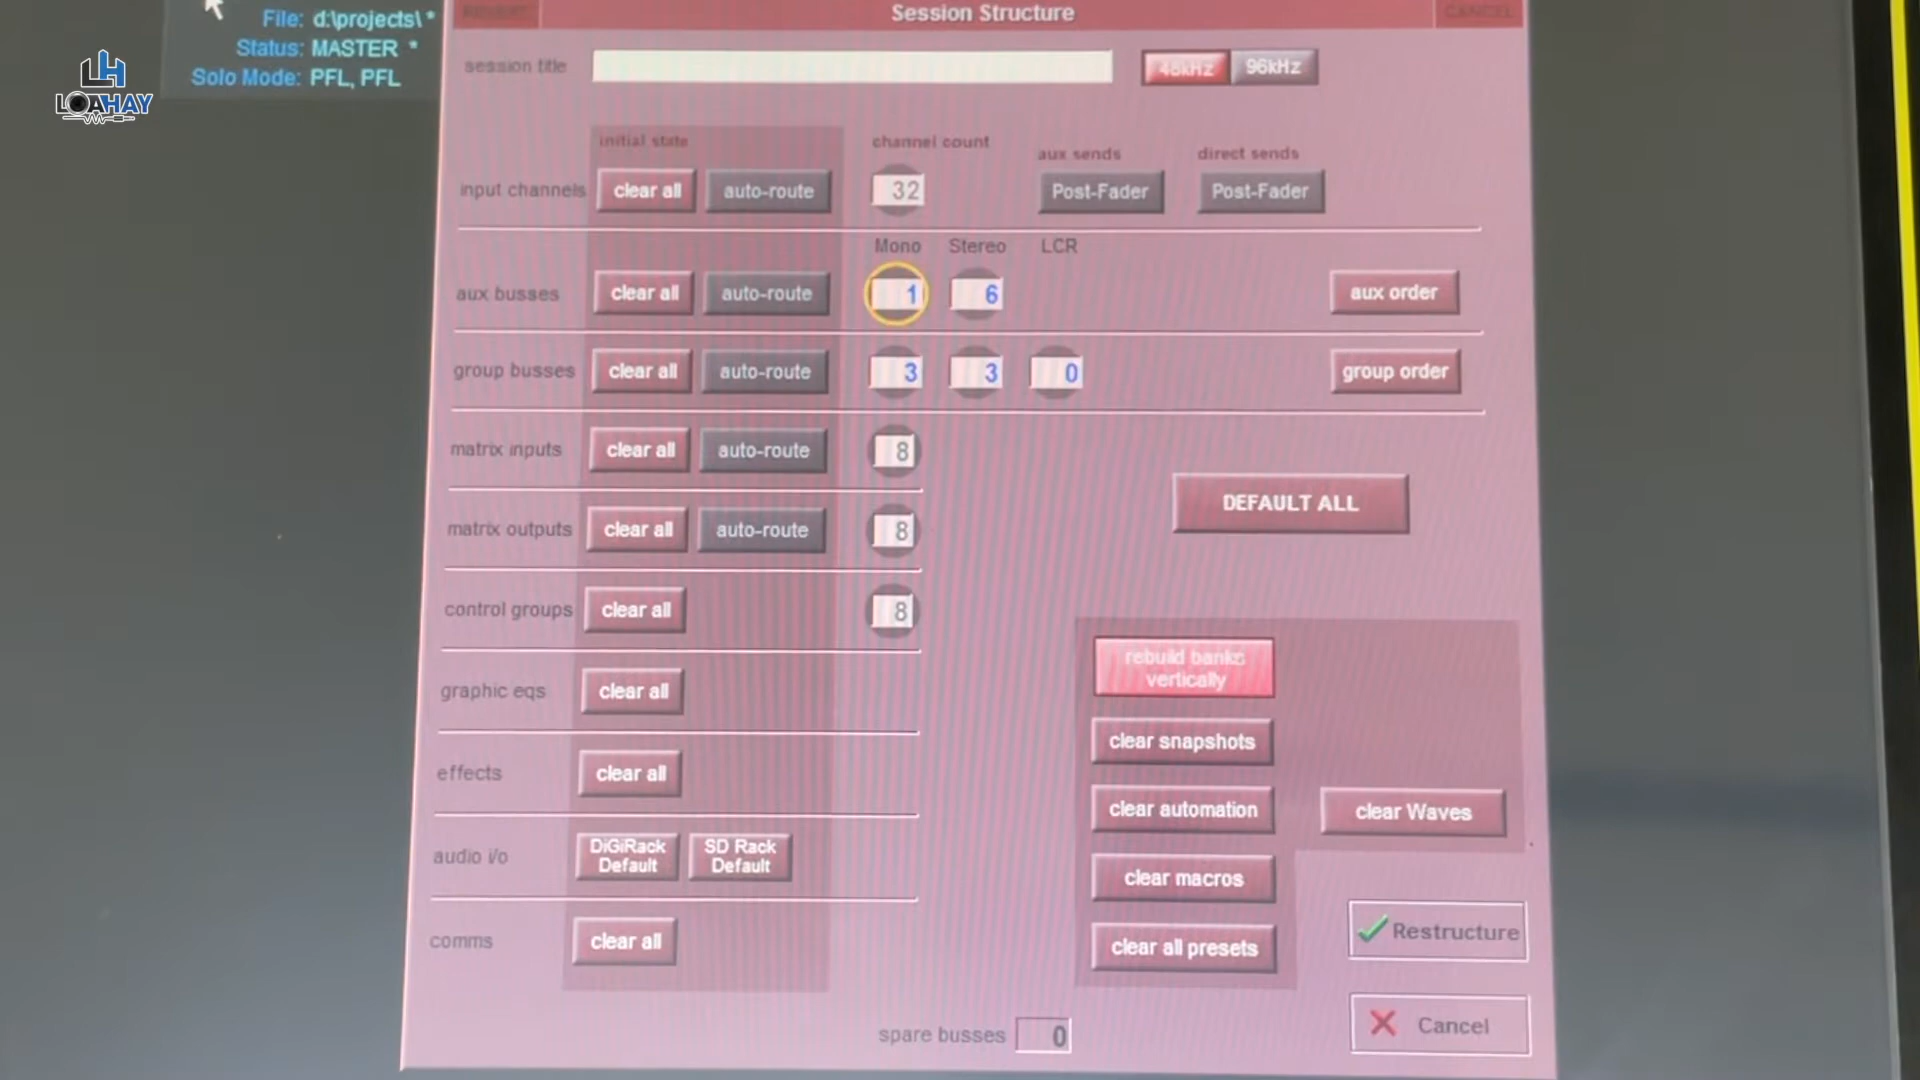 File: d:\projects\ *
Status: MASTER *
Solo Mode: PFL, PFL
LH
LOAHAY
Session Structure
CANCEL
session title
48kHz
96kHz
initial state
channel count
aux sends
direct sends
input channels
clear all
auto-route
32
Post-Fader
Post-Fader
Mono
Stereo
LCR
aux busses
clear all
auto-route
1
6
aux order
group busses
clear all
auto-route
3
3
0
group order
matrix inputs
clear all
auto-route
8
DEFAULT ALL
matrix outputs
clear all
auto-route
8
control groups
clear all
8
rebuild banks
vertically
graphic eqs
clear all
clear snapshots
effects
clear all
clear automation
clear Waves
audio i/o
DiGiRack
Default
SD Rack
Default
clear macros
Restructure
comms
clear all
clear all presets
Cancel
spare busses
0